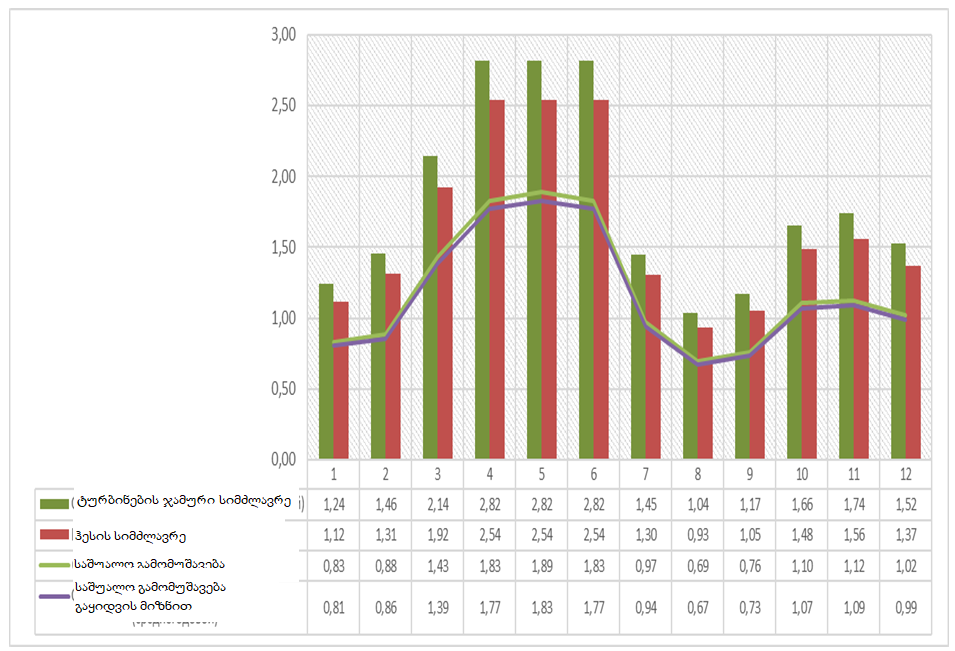 3,00
2,50
2,00
1,50
1,00
0,50
0,00
1 2 3 4 5 6 7 8 9 10 11 12
ტურბინების ჯამური სიმძლავრე 1,24 1,46 2,14 2,82 2,82 2,82 1,45 1,04 1,17 1,66 1,74 1,52
ჰესის სიმძლავრე 1,12 1,31 1,92 2,54 2,54 2,54 1,30 0,93 1,05 1,48 1,56 1,37
საშუალო გამომუშავება 0,83 0,88 1,43 1,83 1,89 1,83 0,97 0,69 0,76 1,10 1,12 1,02
საშუალო გამომუშავება
გაყიდვის მიზნით 0,81 0,86 1,39 1,77 1,83 1,77 0,94 0,67 0,73 1,07 1,09 0,99